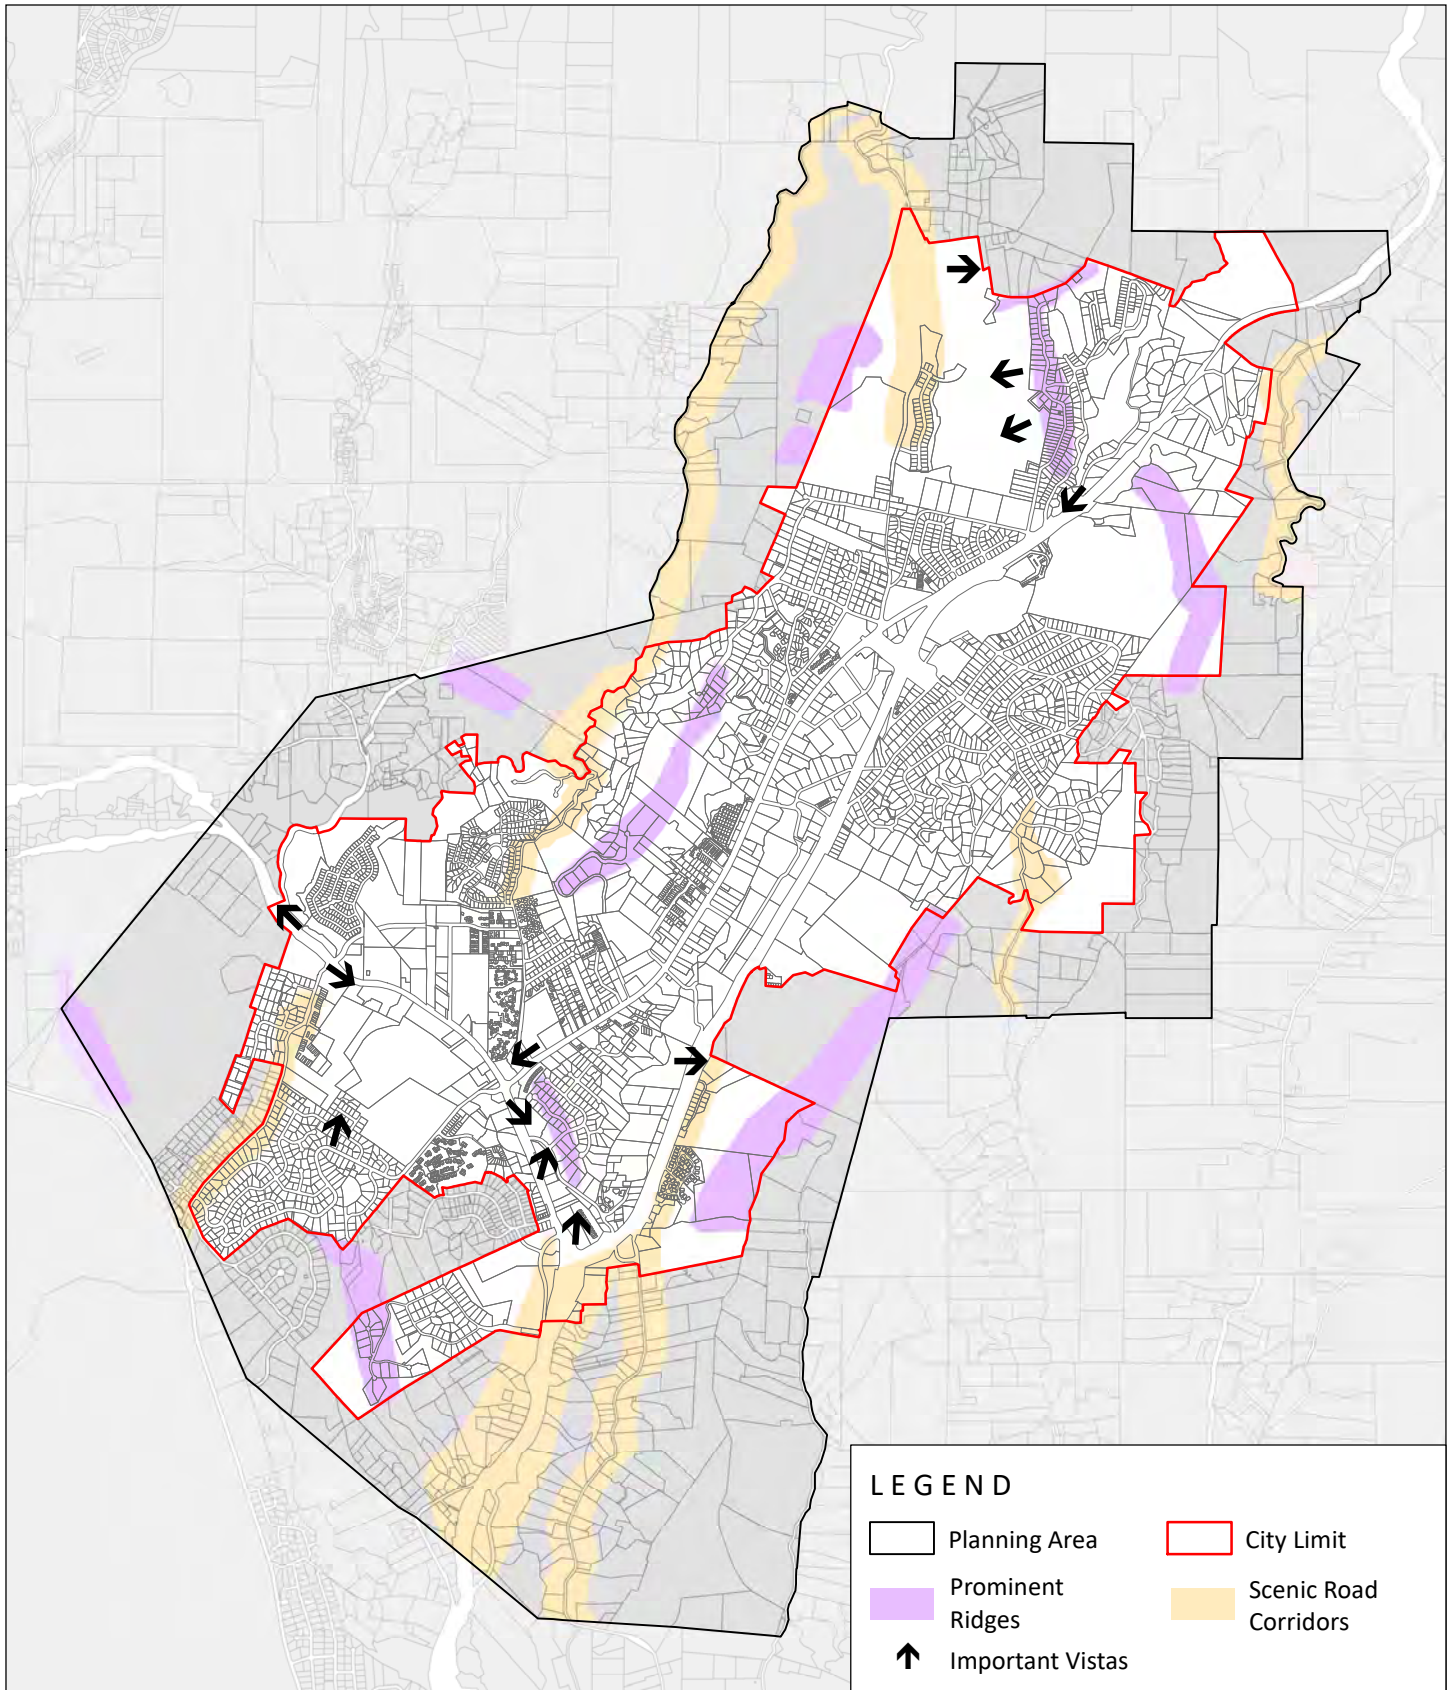 LEGEND
Planning Area
City Limit
Prominent
Ridges
Scenic Road
Corridors
Important Vistas